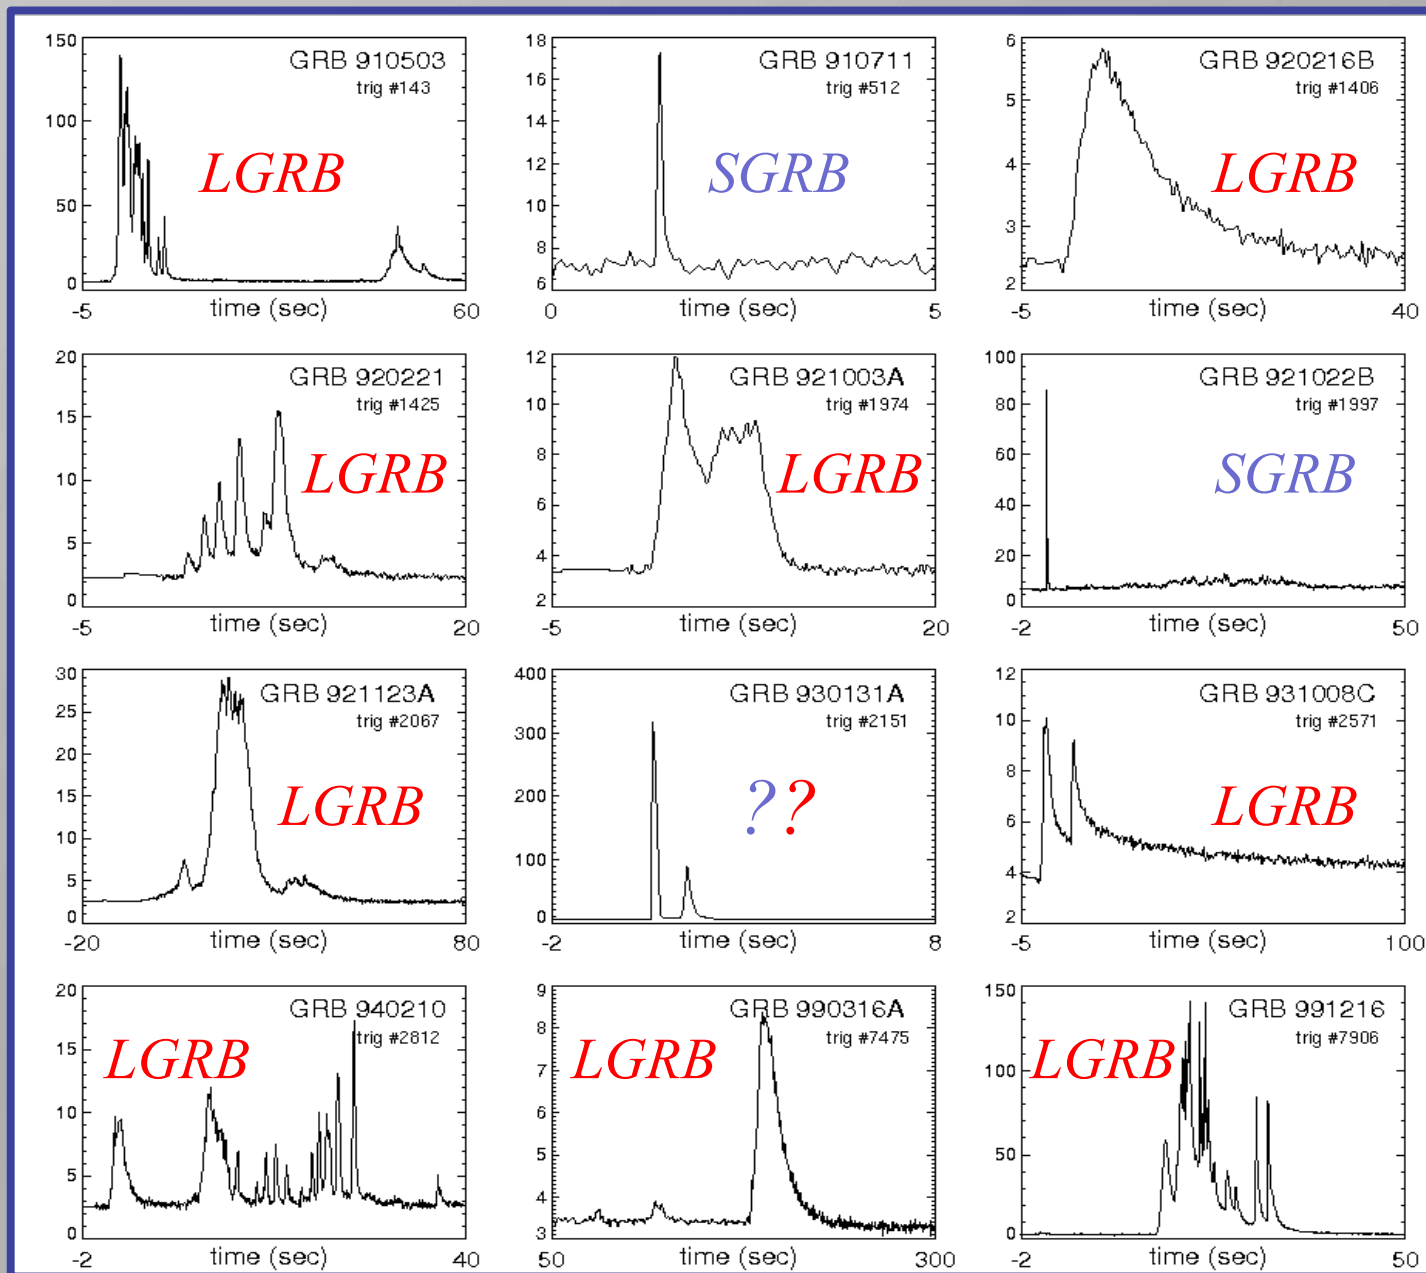 GRB 910503
trig #143
LGRB
150
100
50
0
-5
time (sec)
60
GRB 910711
trig #512
SGRB
18
16
14
12
10
8
6
0
time (sec)
5
GRB 920216B
trig #1406
LGRB
6
5
4
3
2
-5
time (sec)
40
GRB 920221
trig #1425
LGRB
20
15
10
5
0
-5
time (sec)
20
GRB 921003A
trig #1974
LGRB
12
10
8
6
4
2
-5
time (sec)
20
GRB 921022B
trig #1997
SGRB
100
80
60
40
20
0
-2
time (sec)
50
GRB 921123A
trig #2067
LGRB
30
25
20
15
10
5
0
-20
time (sec)
80
GRB 930131A
trig #2151
??
400
300
200
100
0
-2
time (sec)
8
GRB 931008C
trig #2571
LGRB
12
10
8
6
4
2
-5
time (sec)
100
GRB 940210
trig #2812
LGRB
20
15
10
5
0
-2
time (sec)
40
GRB 990316A
trig #7475
LGRB
9
8
7
6
5
4
3
50
time (sec)
300
GRB 991216
trig #7906
LGRB
150
100
50
0
-2
time (sec)
50